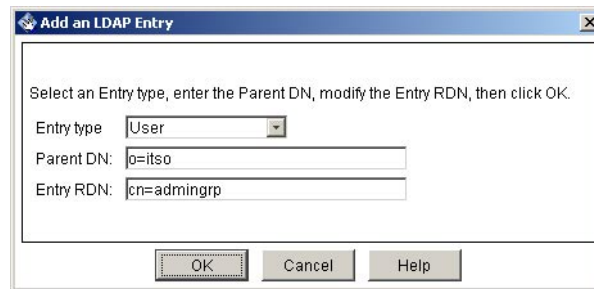 Add an LDAP Entry
Select an Entry type, enter the Parent DN, modify the Entry RDN, then click OK.
Entry type User
Parent DN: o=itso
Entry RDN: cn=admingrp
OK Cancel Help